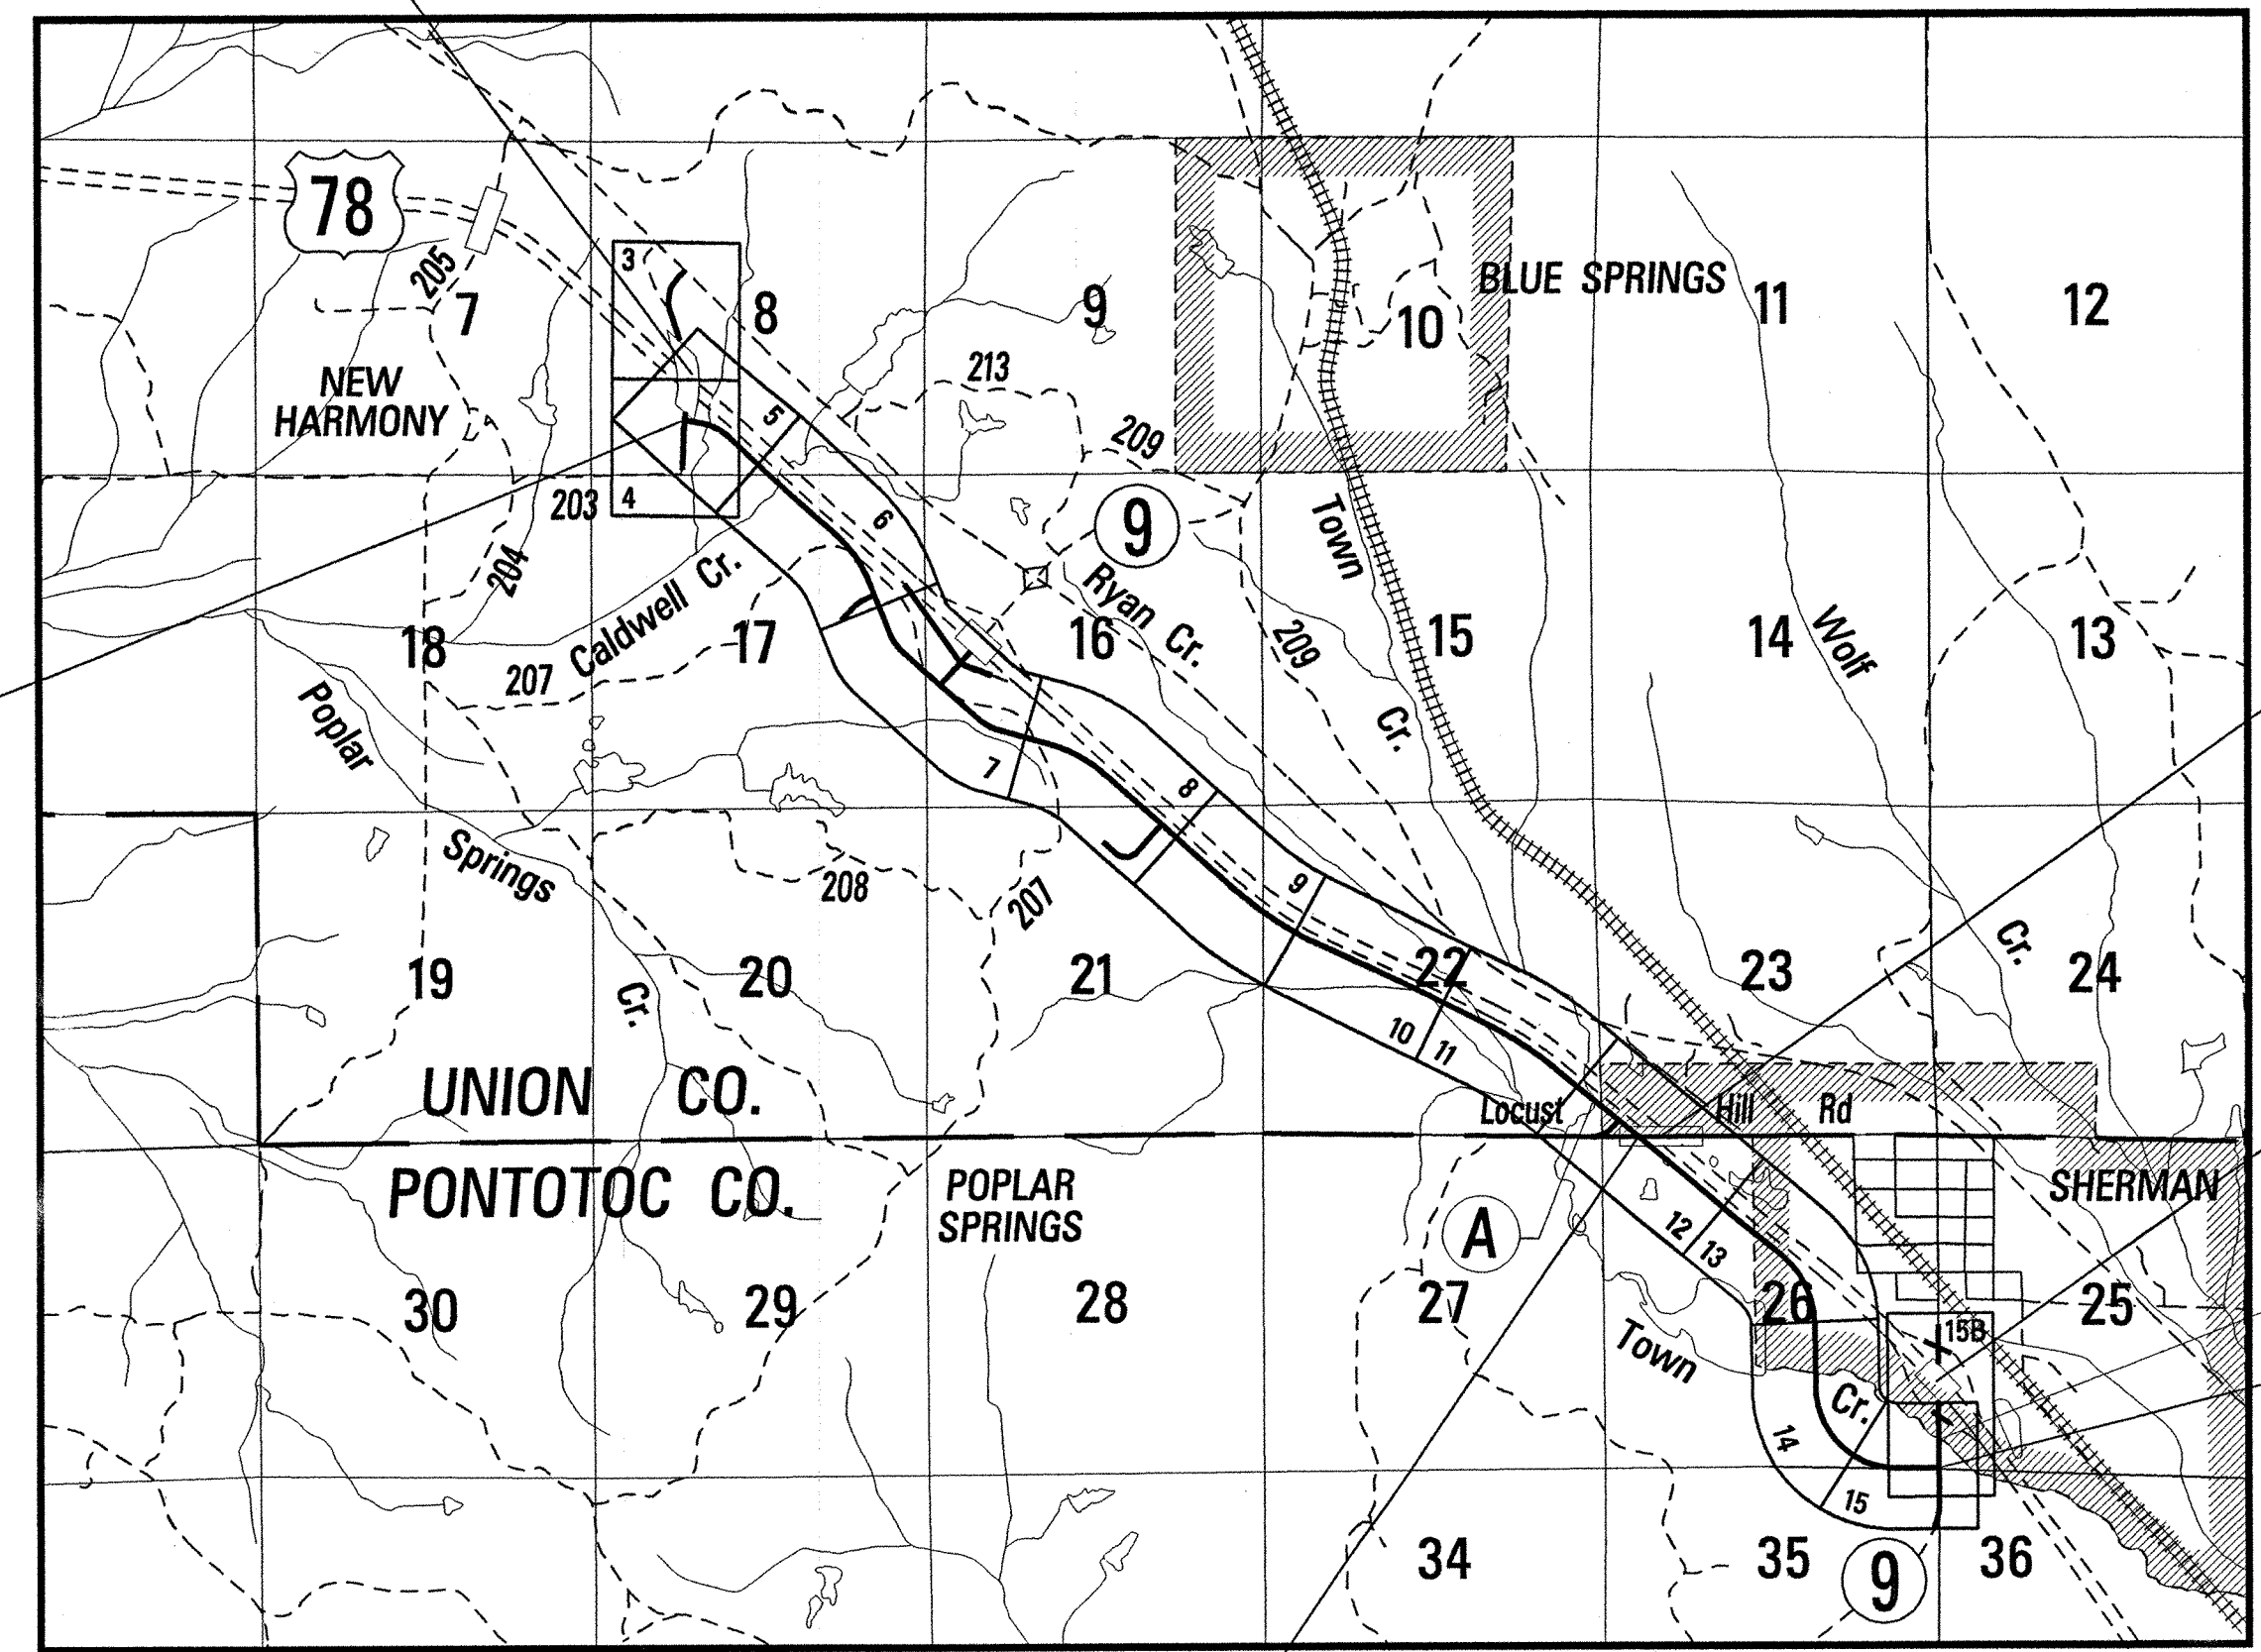 78
205
7
3
8
9
BLUE SPRINGS
10
11
12
NEW
HARMONY
5
213
209
203
4
6
9
Town
204
Caldwell Cr.
Ryan Cr.
18
207
17
16
209
15
14
Wolf
13
Poplar
Cr.
7
8
Springs
208
207
9
19
20
21
22
23
Cr.
24
Cr.
10
11
UNION CO.
Locust Hill Rd
PONTOTOC CO.
POPLAR
SPRINGS
SHERMAN
A
12
13
30
29
28
27
26
25
15B
Town
Cr.
14
15
34
35
36
9